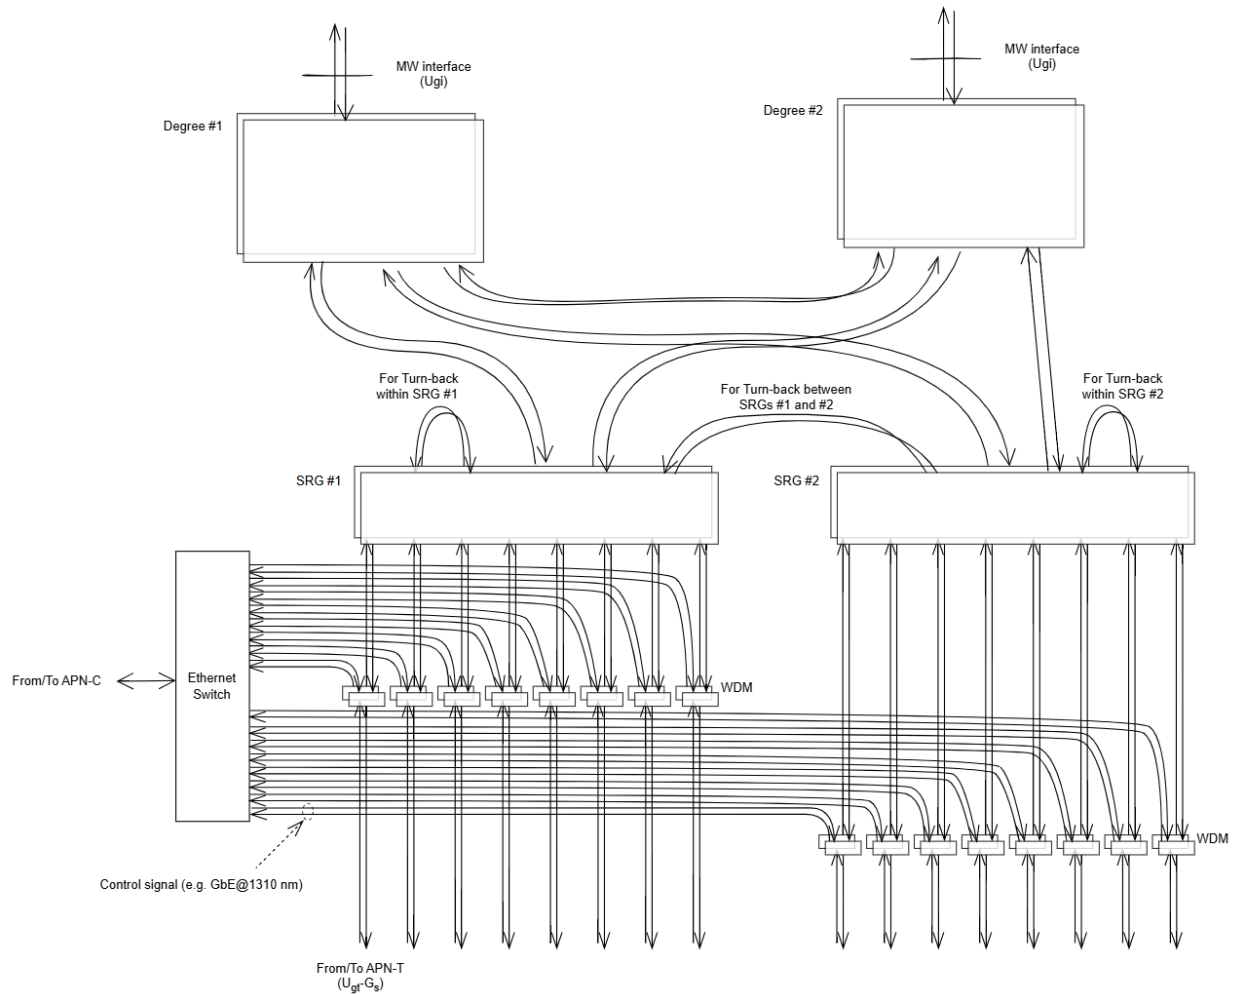 MW interface
(Ugi)
MW interface
(Ugi)
Degree #1
Degree #2
For Turn-back
within SRG #1
For Turn-back between
SRGs #1 and #2
For Turn-back
within SRG #2
SRG #1
SRG #2
From/To APN-C
Ethernet
Switch
WDM
WDM
Control signal (e.g. GbE@1310 nm)
From/To APN-T
(Ugt-Gs)